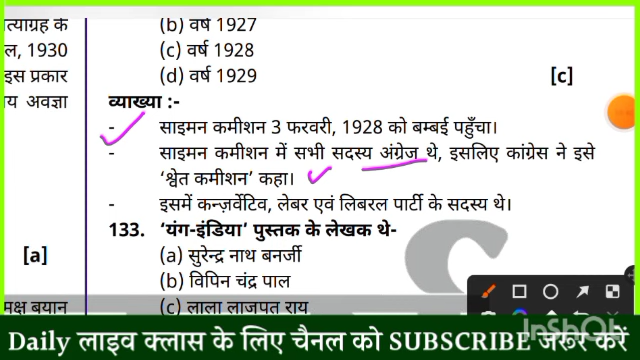 त्याग्रह के
ल, 1930
इस प्रकार
य अवज्ञा
[a]
मक्ष बयान
(b) वर्ष 1927
(c) वर्ष 1928
(d) वर्ष 1929
[c]
व्याख्या :-
- साइमन कमीशन 3 फरवरी, 1928 को बम्बई पहुँचा।
- साइमन कमीशन में सभी सदस्य अंग्रेज थे, इसलिए कांग्रेस ने इसे
‘श्वेत कमीशन’ कहा।
- इसमें कन्ज़र्वेटिव, लेबर एवं लिबरल पार्टी के सदस्य थे।
133. ‘यंग-इंडिया’ पुस्तक के लेखक थे-
(a) सुरेन्द्र नाथ बनर्जी
(b) विपिन चंद्र पाल
(c) लाला लाजपत राय
InShOt
Daily लाइव क्लास के लिए चैनल को SUBSCRIBE जरूर करें